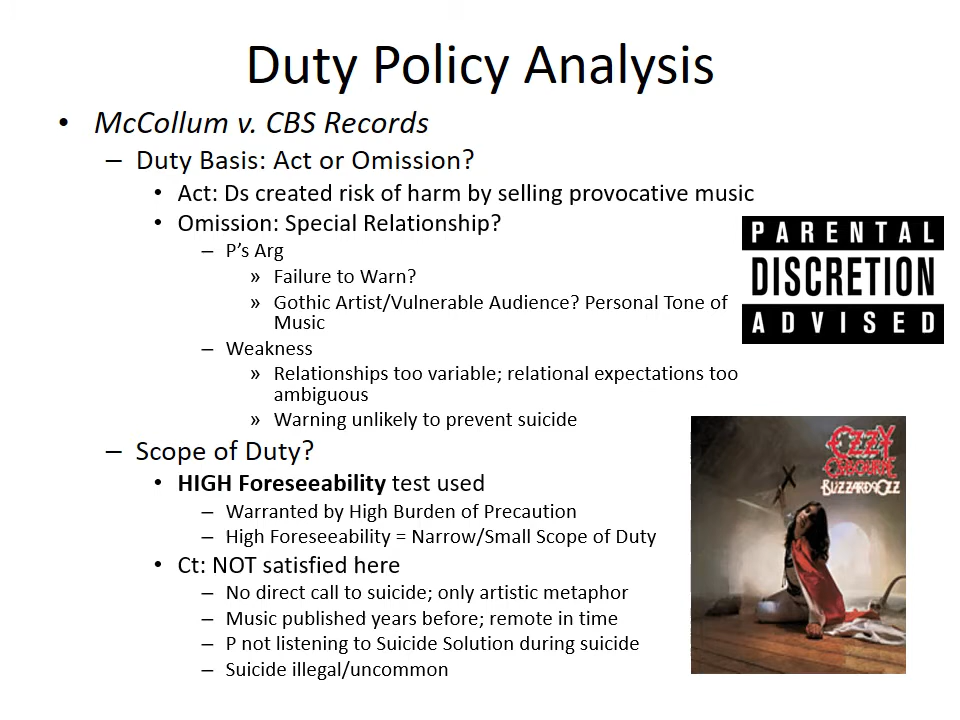 Duty Policy Analysis
• McCollum v. CBS Records
– Duty Basis: Act or Omission?
• Act: Ds created risk of harm by selling provocative music
• Omission: Special Relationship?
– P's Arg
» Failure to Warn?
» Gothic Artist/Vulnerable Audience? Personal Tone of
Music
– Weakness
» Relationships too variable; relational expectations too
ambiguous
» Warning unlikely to prevent suicide
– Scope of Duty?
• HIGH Foreseeability test used
– Warranted by High Burden of Precaution
– High Foreseeability = Narrow/Small Scope of Duty
• Ct: NOT satisfied here
– No direct call to suicide; only artistic metaphor
– Music published years before; remote in time
– P not listening to Suicide Solution during suicide
– Suicide illegal/uncommon
PARENTAL
DISCRETION
ADVISED
OZZY
OSBOURNE
BLIZZARD OF OZZ